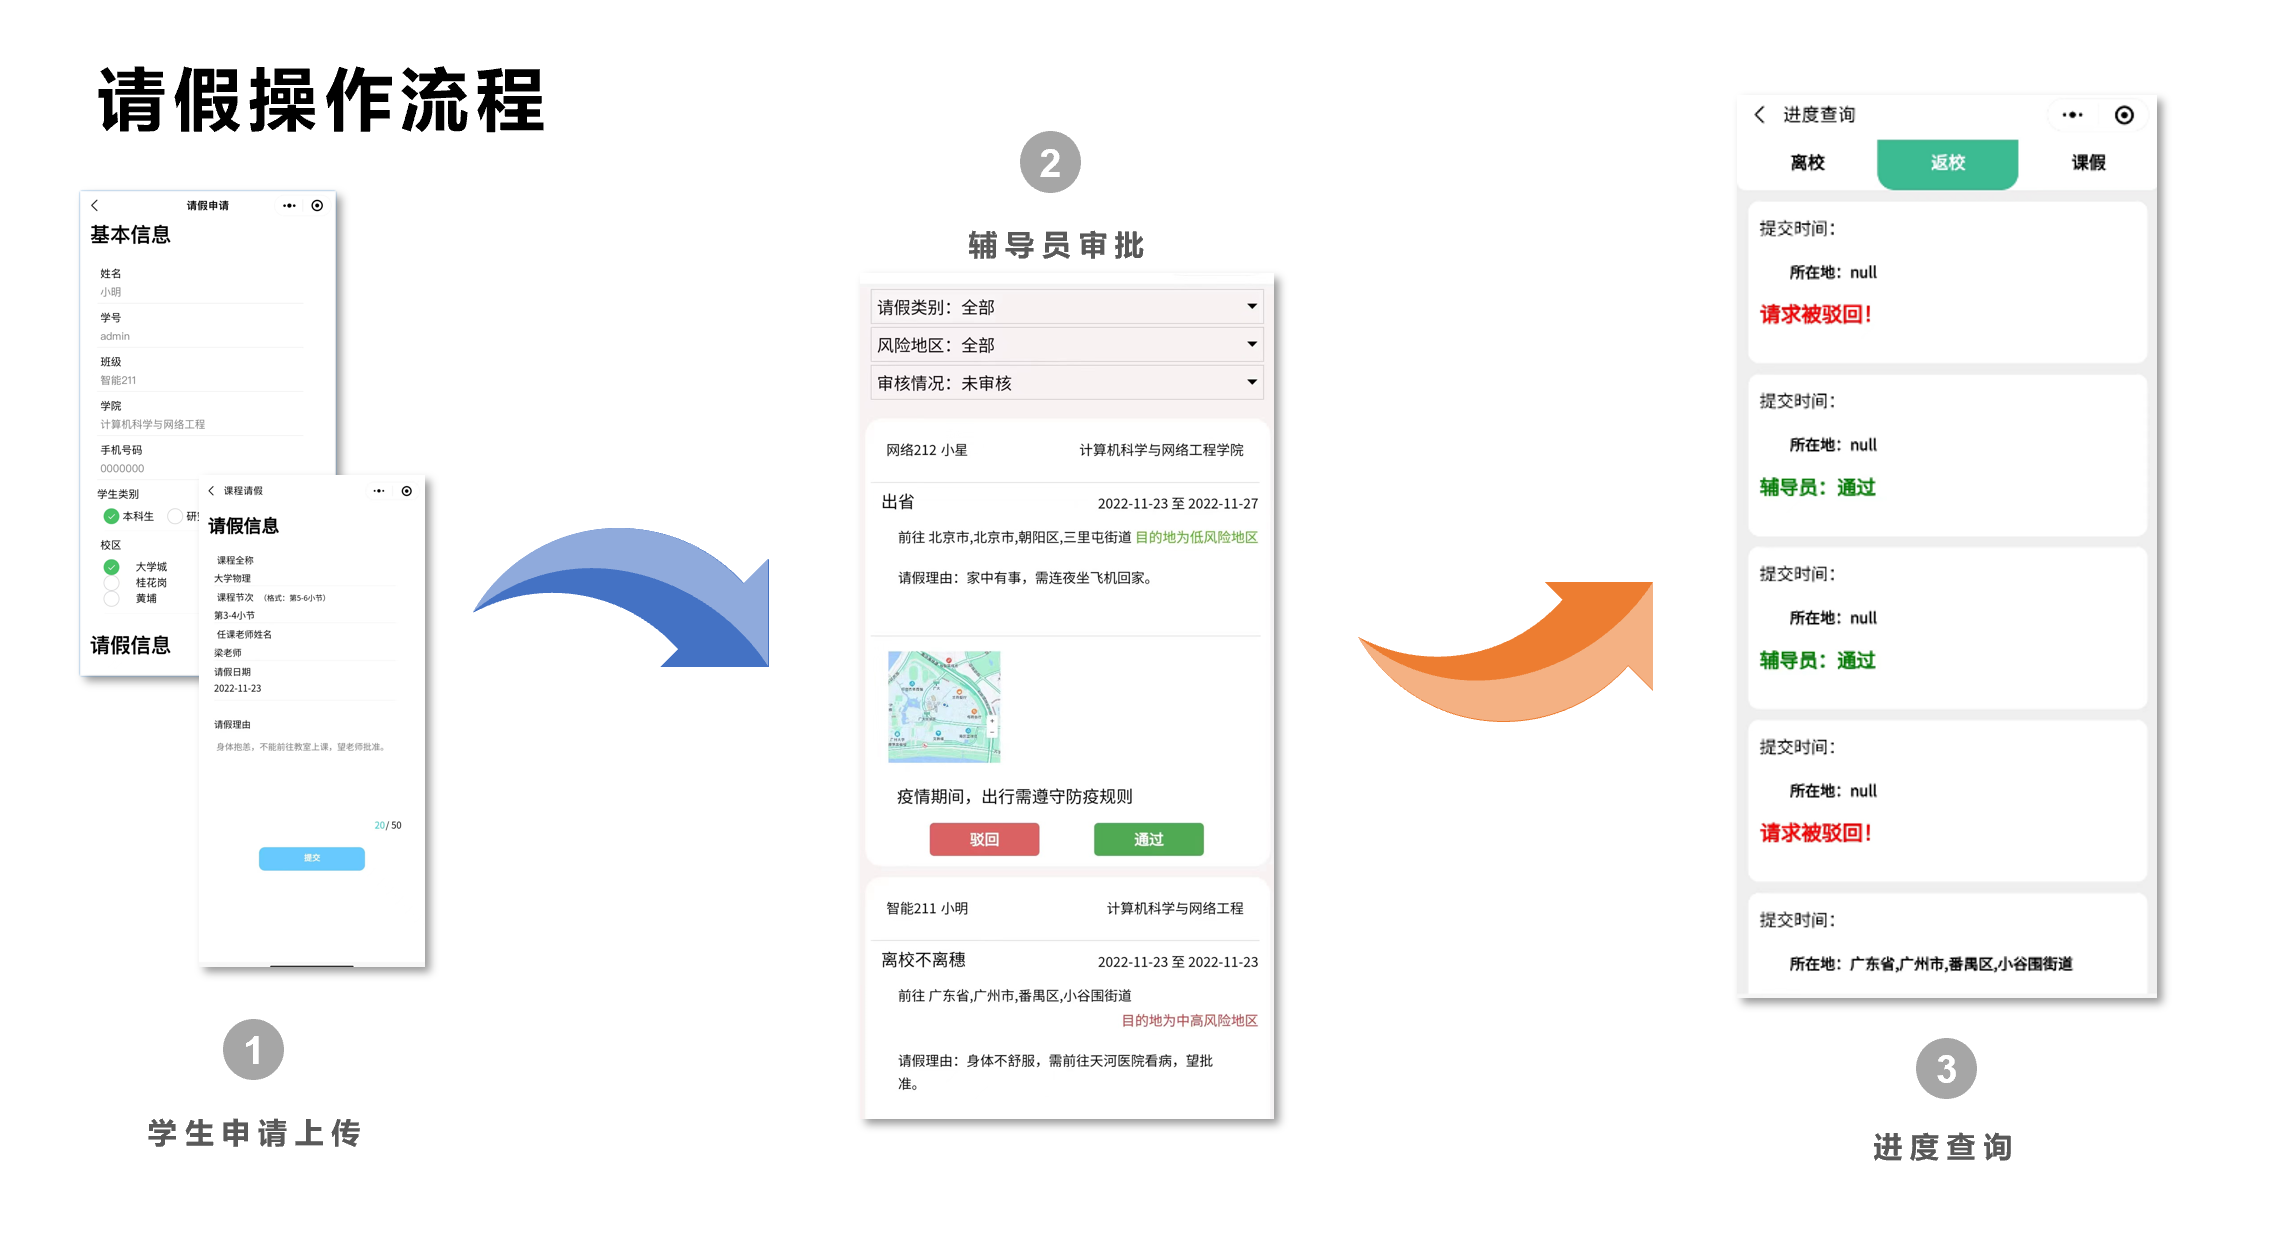 请假操作流程
请假申请
基本信息
姓名
小明
学号
admin
班级
智能211
学院
计算机科学与网络工程
手机号码
0000000
学生类别
本科生
校区
大学城
桂花岗
黄埔
请假信息
课程请假
请假信息
课程全称
大学物理
课程节次 （格式：第5-6小节）
第3-4小节
任课老师姓名
梁老师
请假日期
2022-11-23
请假理由
身体抱恙，不能前往教室上课，望老师批准。
20/ 50
提交
1
学生申请上传
2
辅导员审批
请假类别：全部
风险地区：全部
审核情况：未审核
网络212 小星 计算机科学与网络工程学院
出省 2022-11-23 至 2022-11-27
前往 北京市,北京市,朝阳区,三里屯街道 目的地为低风险地区
请假理由：家中有事，需连夜坐飞机回家。
疫情期间，出行需遵守防疫规则
驳回 通过
智能211 小明 计算机科学与网络工程
离校不离穗 2022-11-23 至 2022-11-23
前往 广东省,广州市,番禺区,小谷围街道
目的地为中高风险地区
请假理由：身体不舒服，需前往天河医院看病，望批
准。
进度查询
离校 返校 课假
提交时间：
所在地：null
请求被驳回！
提交时间：
所在地：null
辅导员：通过
提交时间：
所在地：null
辅导员：通过
提交时间：
所在地：null
请求被驳回！
提交时间：
所在地：广东省,广州市,番禺区,小谷围街道
3
进度查询